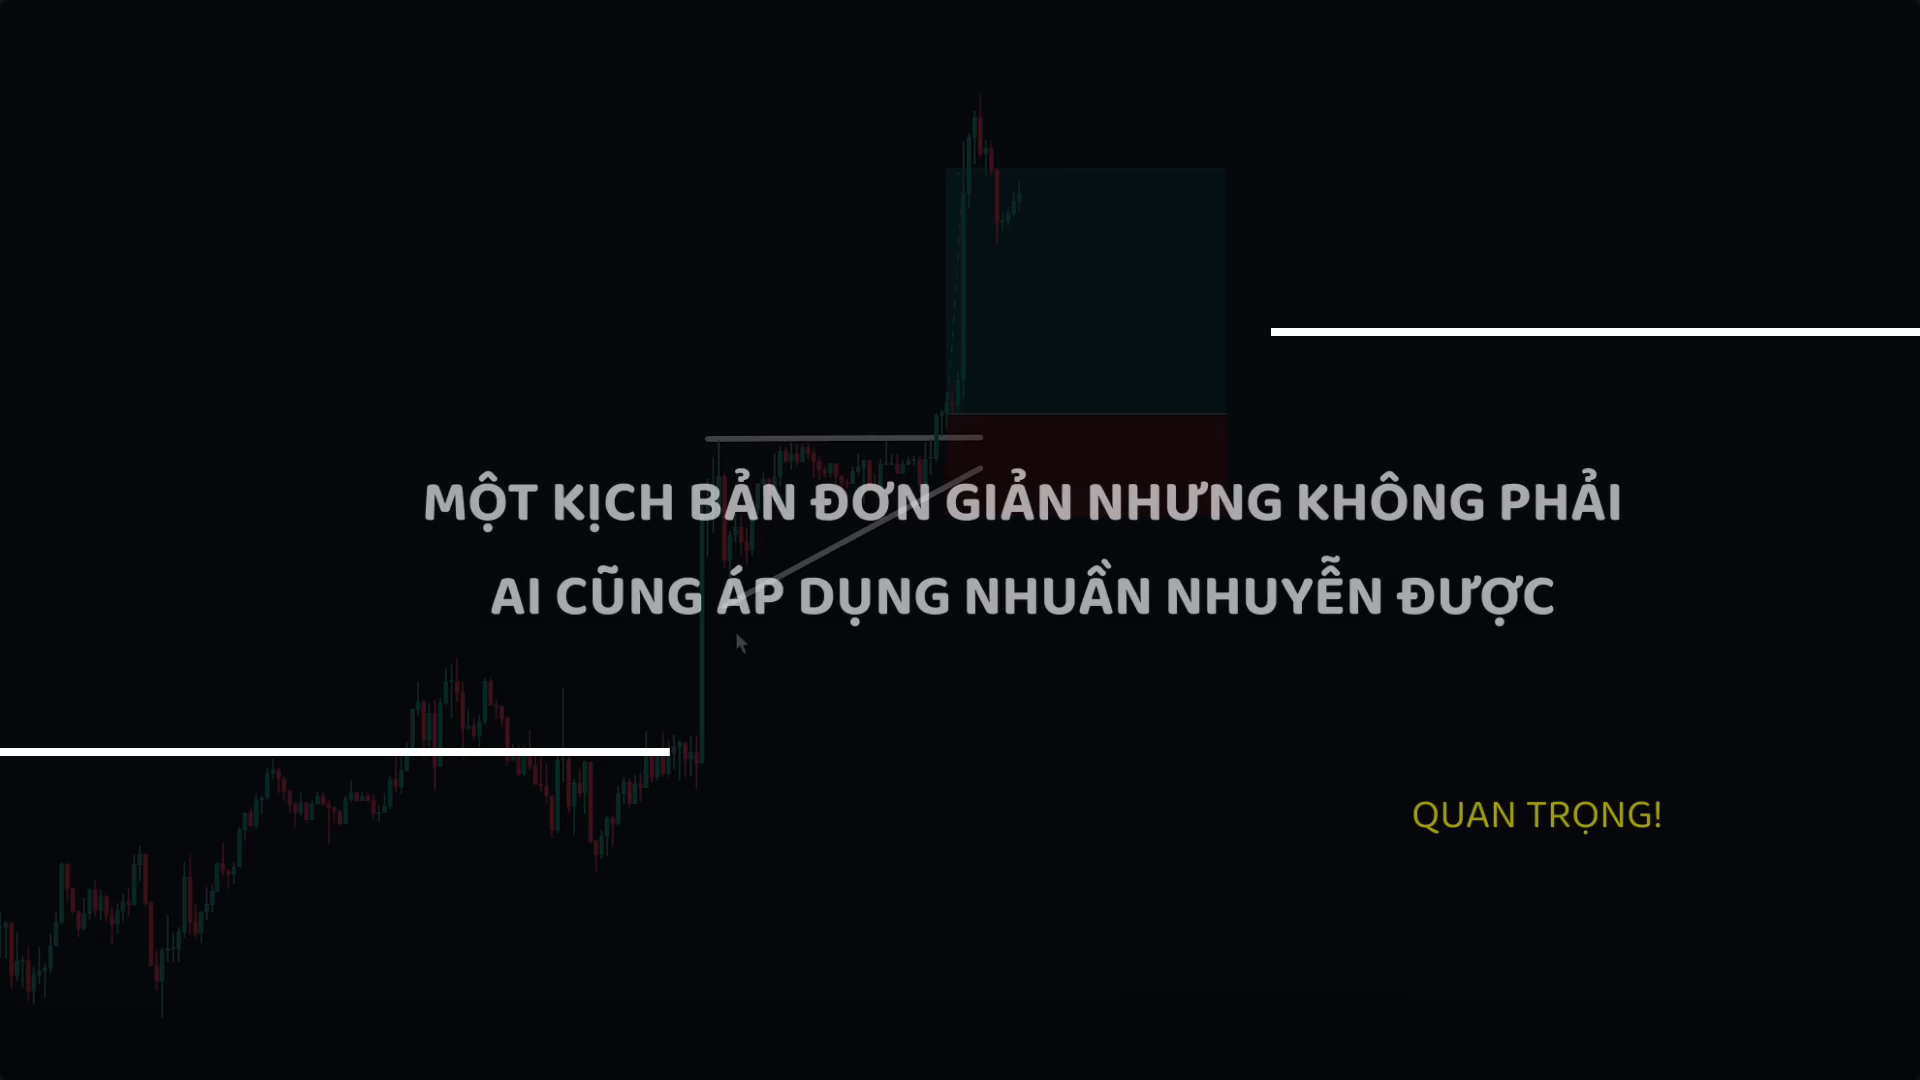 MỘT KỊCH BẢN ĐƠN GIẢN NHƯNG KHÔNG PHẢI
AI CŨNG ÁP DỤNG NHUẦN NHUYỄN ĐƯỢC
QUAN TRỌNG!